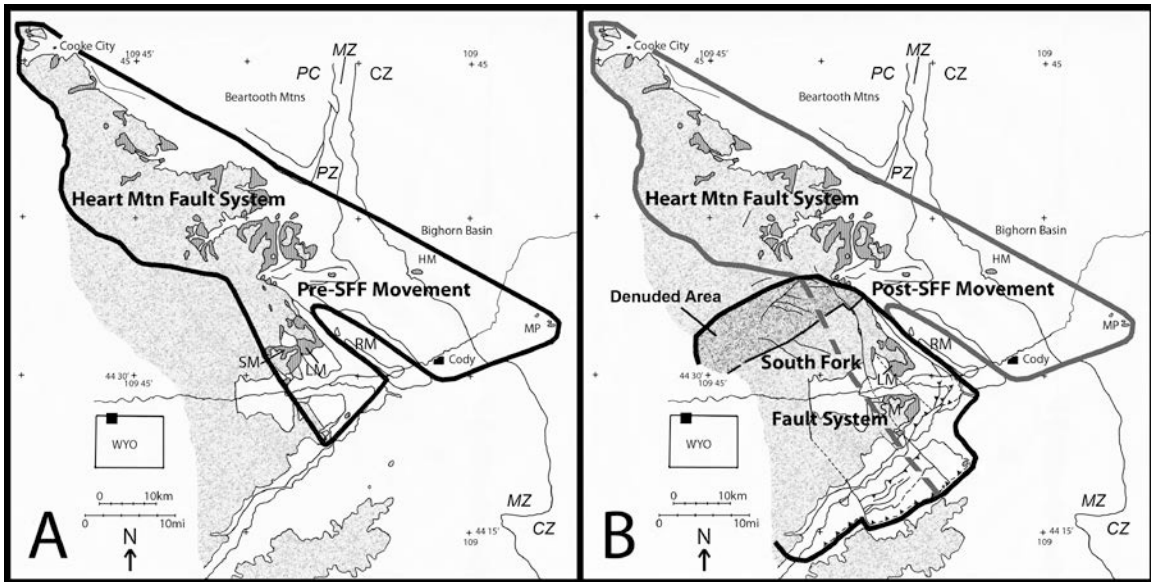 Cooke City
109 45'
45
MZ
109
45
PC
CZ
Beartooth Mtns
PZ
Heart Mtn Fault System
Bighorn Basin
HM
Pre-SFF Movement
MP
RM
SM
LM
Cody
44 30'
109 45'
WYO
0 10km
0 10mi
MZ
CZ
44 15'
109
A
N
Cooke City
109 45'
45
MZ
109
45
PC
CZ
Beartooth Mtns
PZ
Heart Mtn Fault System
Bighorn Basin
HM
Denuded Area
Post-SFF Movement
MP
RM
South Fork
LM
Cody
44 30'
109 45'
SM
Fault System
WYO
0 10km
0 10mi
MZ
CZ
44 15'
109
B
N